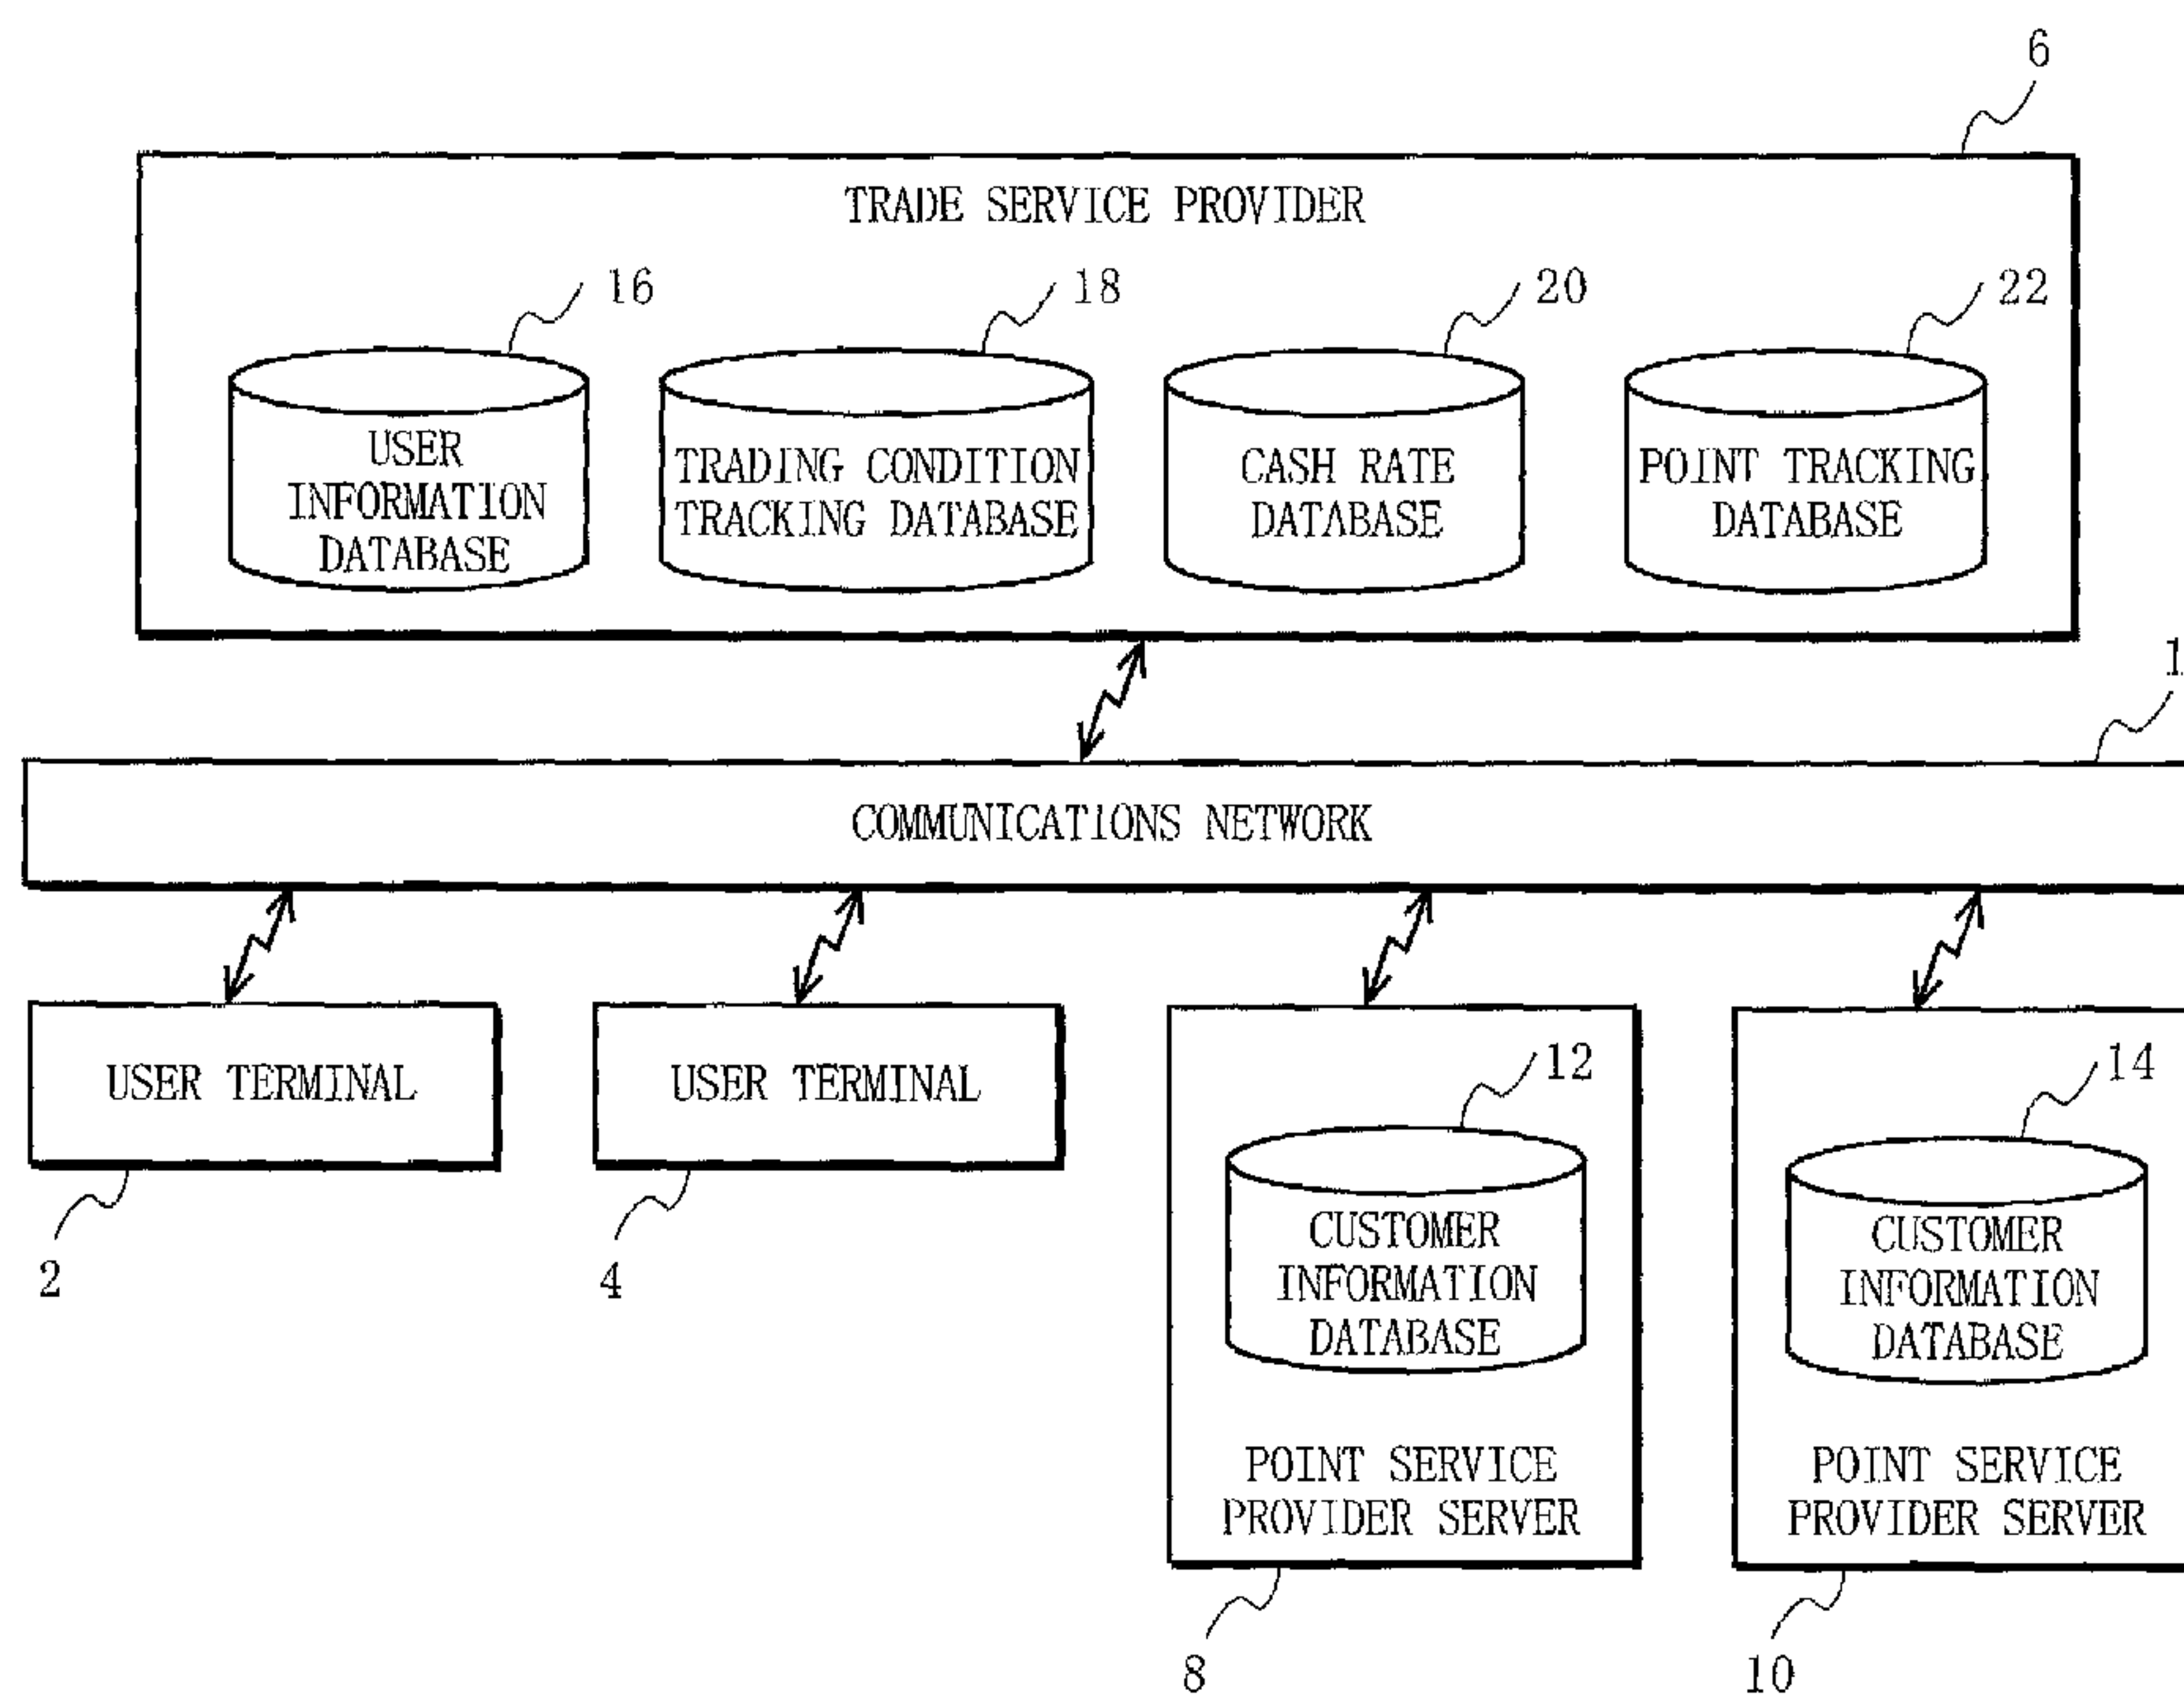 6
TRADE SERVICE PROVIDER
16
18
20
22
USER
INFORMATION
DATABASE
TRADING CONDITION
TRACKING DATABASE
CASH RATE
DATABASE
POINT TRACKING
DATABASE
1
COMMUNICATIONS NETWORK
USER TERMINAL
USER TERMINAL
2
4
12
14
CUSTOMER
INFORMATION
DATABASE
CUSTOMER
INFORMATION
DATABASE
POINT SERVICE
PROVIDER SERVER
POINT SERVICE
PROVIDER SERVER
8
10